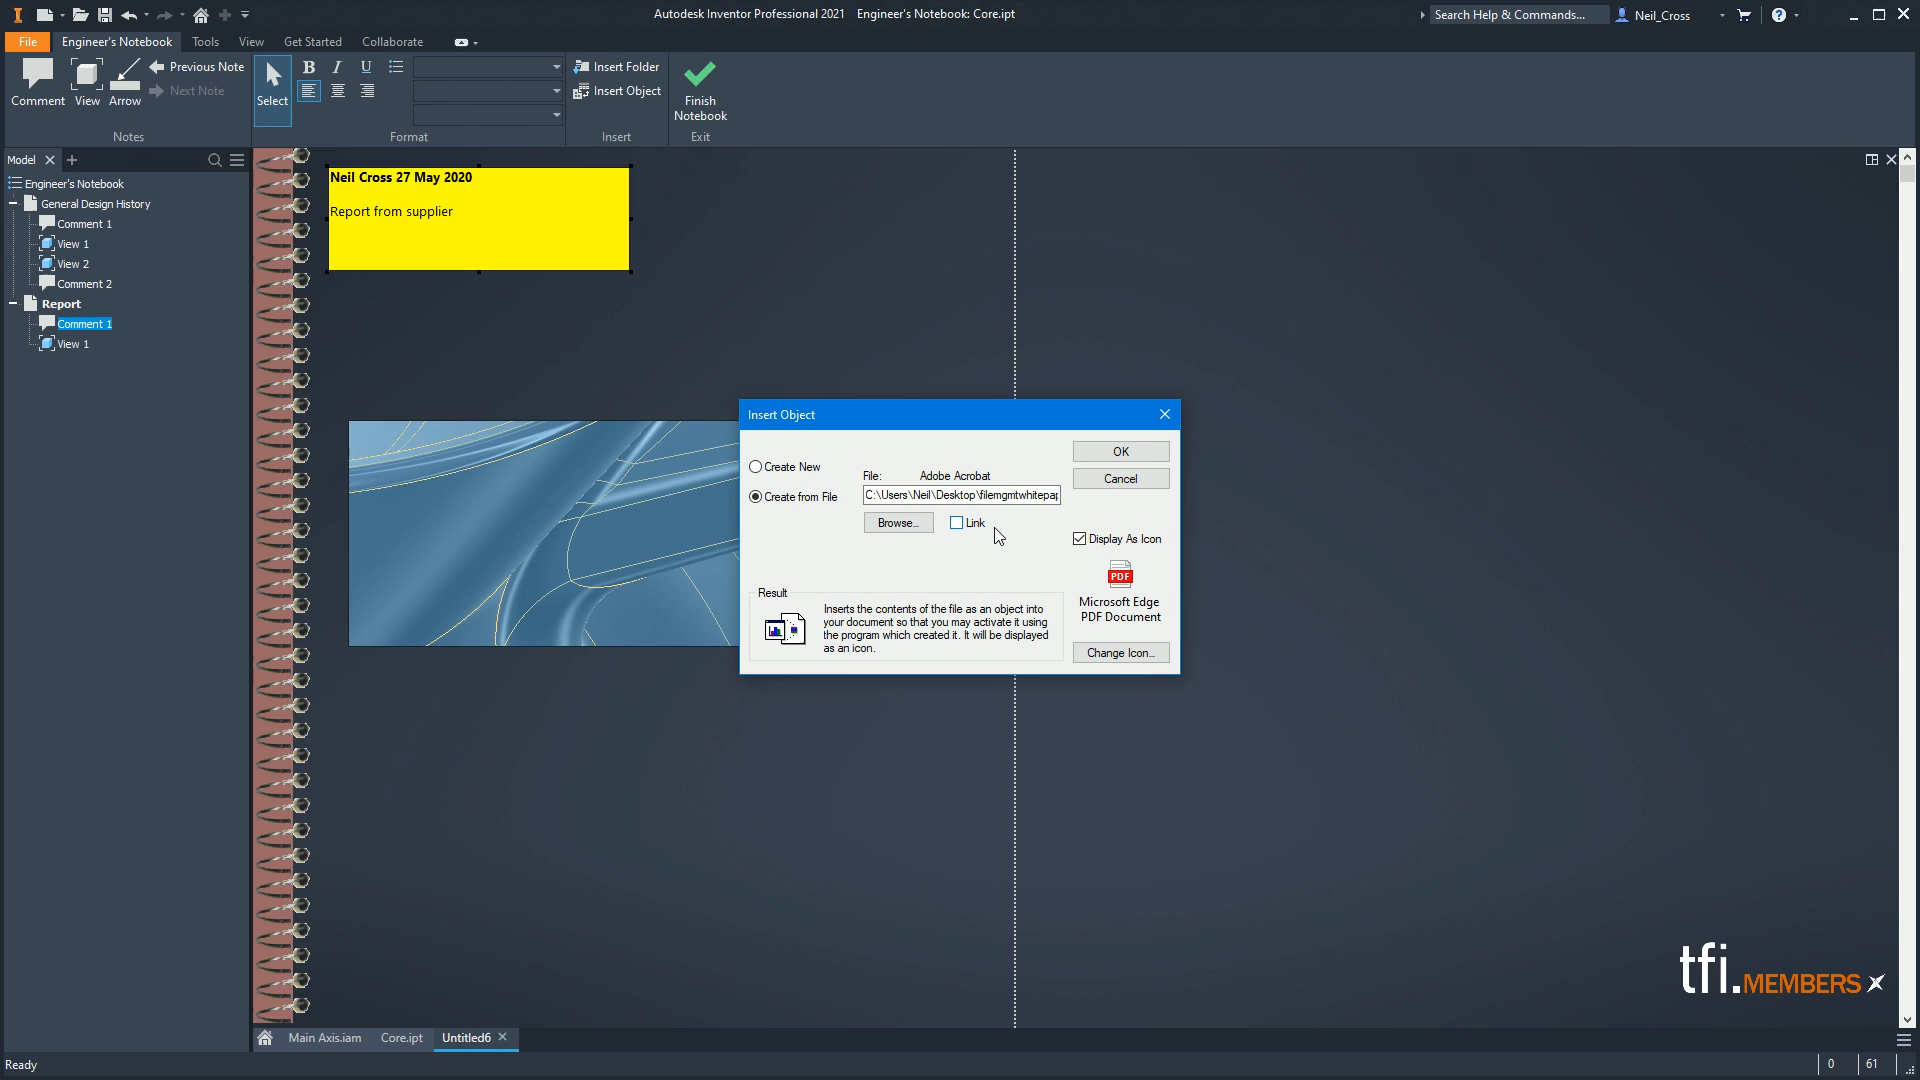 Autodesk Inventor Professional 2021 Engineer's Notebook: Core.ipt
Search Help & Commands...
Neil_Cross
File
Engineer's Notebook
Tools
View
Get Started
Collaborate
Comment
View
Arrow
Previous Note
Next Note
Notes
Select
B I U
Format
Insert Folder
Insert Object
Insert
Finish
Notebook
Exit
Model
Engineer's Notebook
General Design History
Comment 1
View 1
View 2
Comment 2
Report
Comment 1
View 1
Neil Cross 27 May 2020
Report from supplier
Insert Object
Create New
Create from File
File: Adobe Acrobat
C:\Users\Neil\Desktop\filemgmtwhitepap
Browse...
Link
OK
Cancel
Display As Icon
PDF
Microsoft Edge
PDF Document
Change Icon...
Result
Inserts the contents of the file as an object into
your document so that you may activate it using
the program which created it. It will be displayed
as an icon.
tfi.MEMBERS
Main Axis.iam
Core.ipt
Untitled6
Ready
0
61